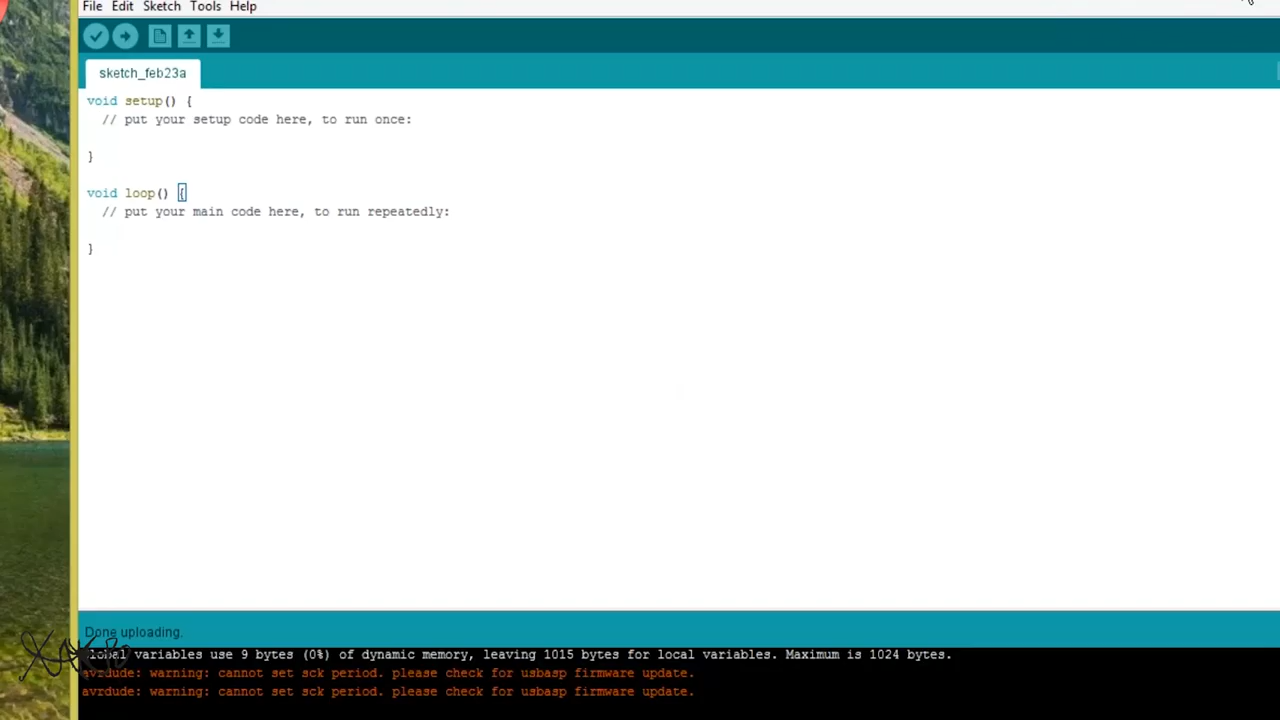 File Edit Sketch Tools Help
sketch_feb23a
void setup() {
// put your setup code here, to run once:
}
void loop() {
// put your main code here, to run repeatedly:
}
Done uploading.
Global variables use 9 bytes (0%) of dynamic memory, leaving 1015 bytes for local variables. Maximum is 1024 bytes.
avrdude: warning: cannot set sck period. please check for usbasp firmware update.
avrdude: warning: cannot set sck period. please check for usbasp firmware update.